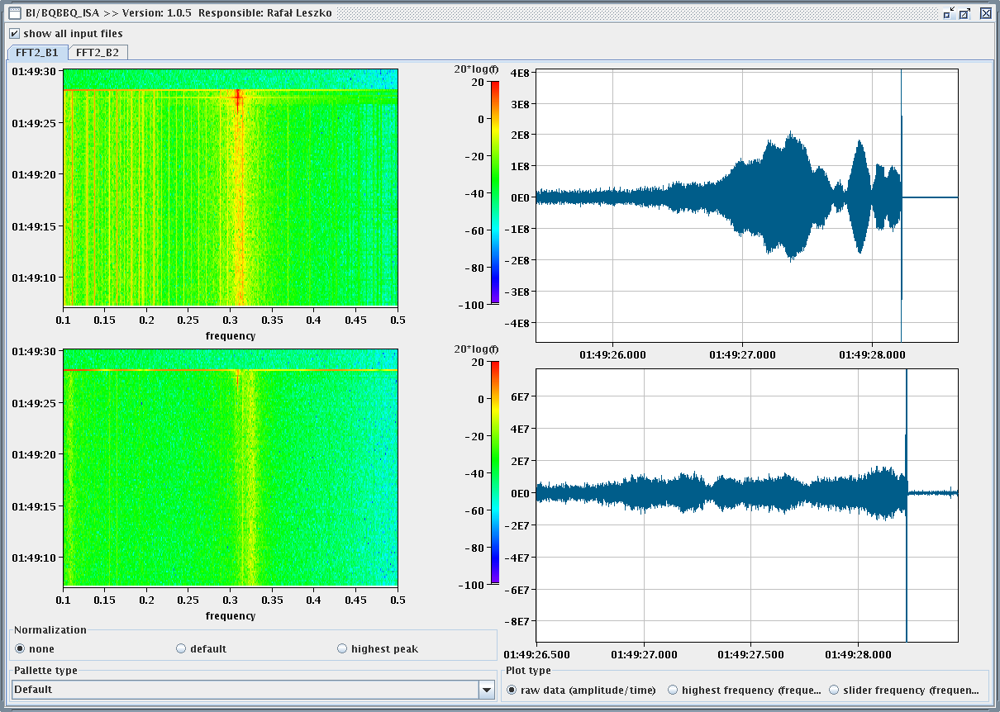 BI/BQBBQ_ISA >> Version: 1.0.5 Responsible: Rafał Leszko
show all input files
FFT2_B1 FFT2_B2
20*log(f)
01:49:30
01:49:25
01:49:20
01:49:15
01:49:10
0.1 0.15 0.2 0.25 0.3 0.35 0.4 0.45 0.5
frequency
20
0
-20
-40
-60
-80
-100
4E8
3E8
2E8
1E8
0E0
-1E8
-2E8
-3E8
-4E8
01:49:26.000 01:49:27.000 01:49:28.000
20*log(f)
01:49:30
01:49:25
01:49:20
01:49:15
01:49:10
0.1 0.15 0.2 0.25 0.3 0.35 0.4 0.45 0.5
frequency
20
0
-20
-40
-60
-80
-100
6E7
4E7
2E7
0E0
-2E7
-4E7
-6E7
-8E7
01:49:26.500 01:49:27.000 01:49:27.500 01:49:28.000
Normalization
none default highest peak
Pallette type
Default
Plot type
raw data (amplitude/time) highest frequency (freque... slider frequency (frequen...